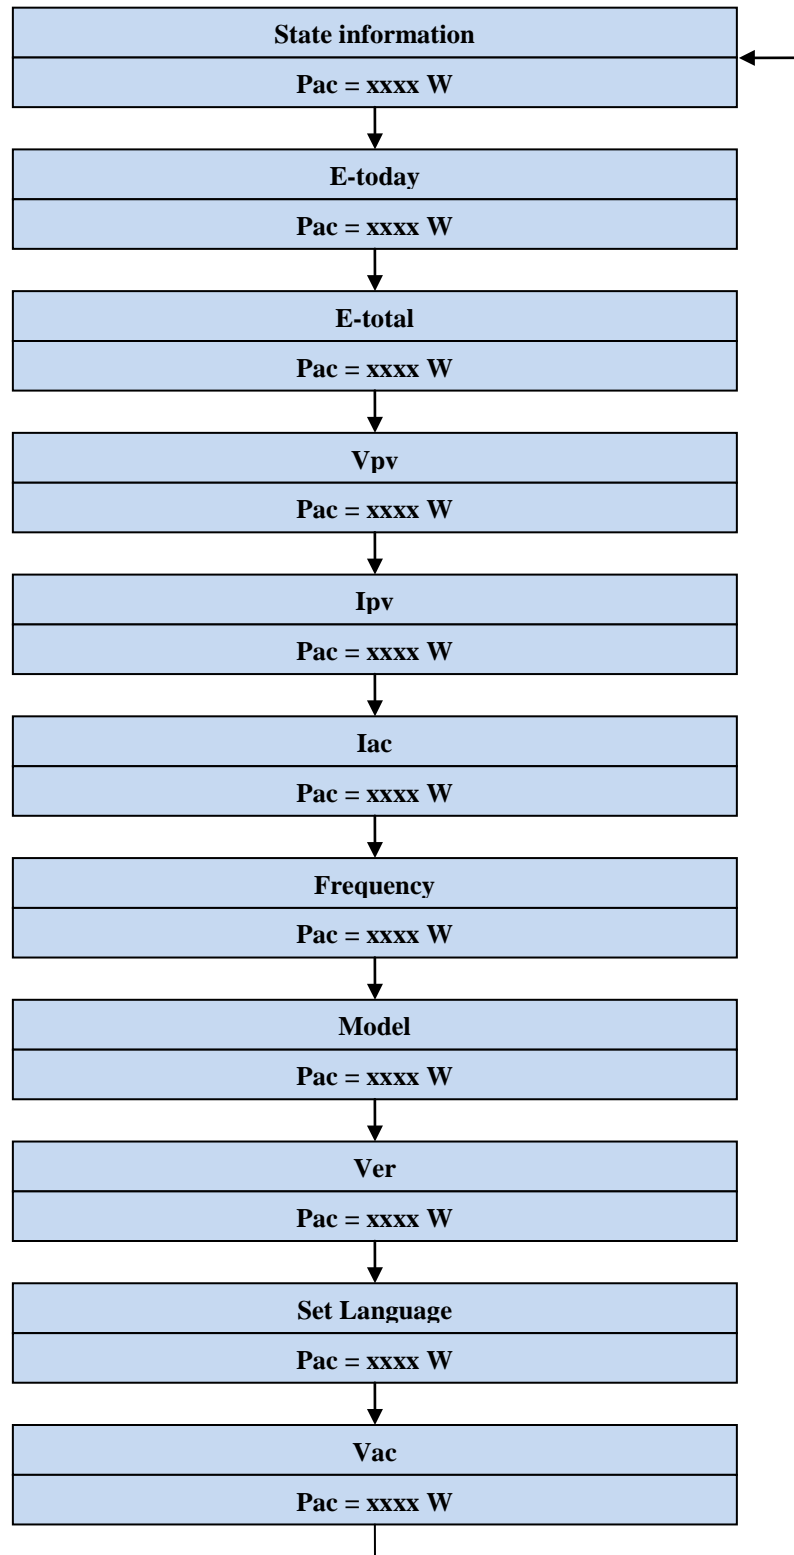 State information
Pac = xxxx W
E-today
Pac = xxxx W
E-total
Pac = xxxx W
Vpv
Pac = xxxx W
Ipv
Pac = xxxx W
Iac
Pac = xxxx W
Frequency
Pac = xxxx W
Model
Pac = xxxx W
Ver
Pac = xxxx W
Set Language
Pac = xxxx W
Vac
Pac = xxxx W